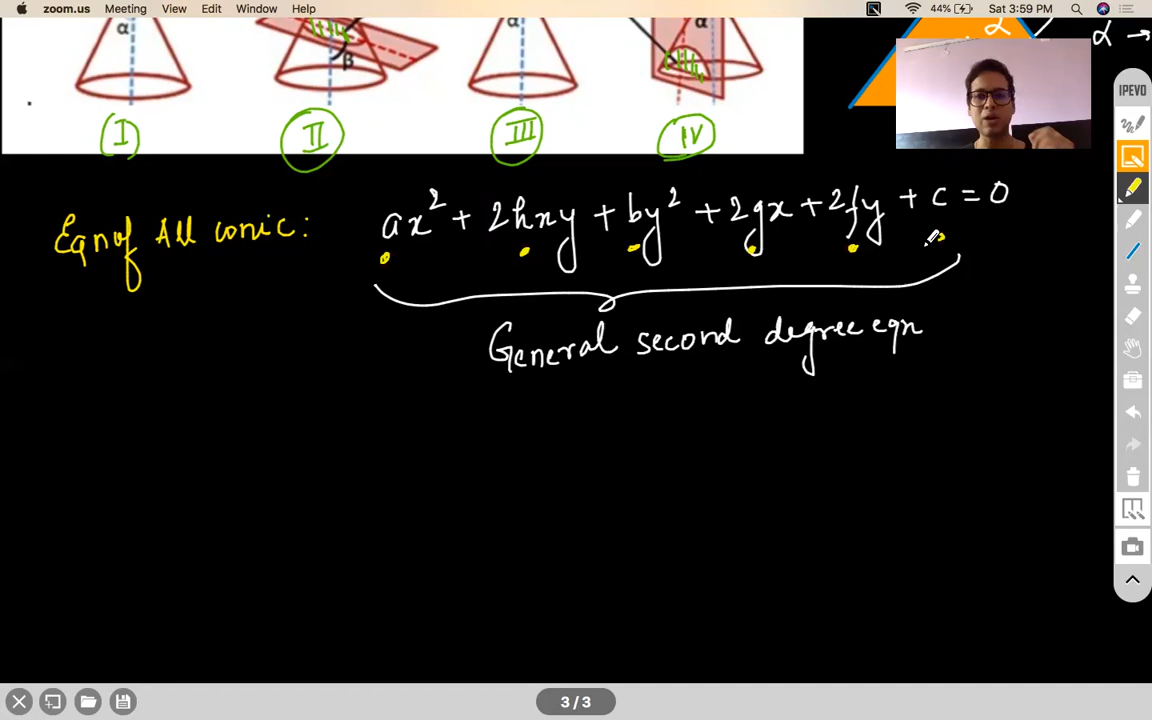 zoom.us Meeting View Edit Window Help 44% Sat 3:59 PM
α α α α α →
β
I II III IV
IPEVO
Eqn of All conic : ax² + 2hxy + by² + 2gx + 2fy + c = 0
General second degree eqn
3 / 3